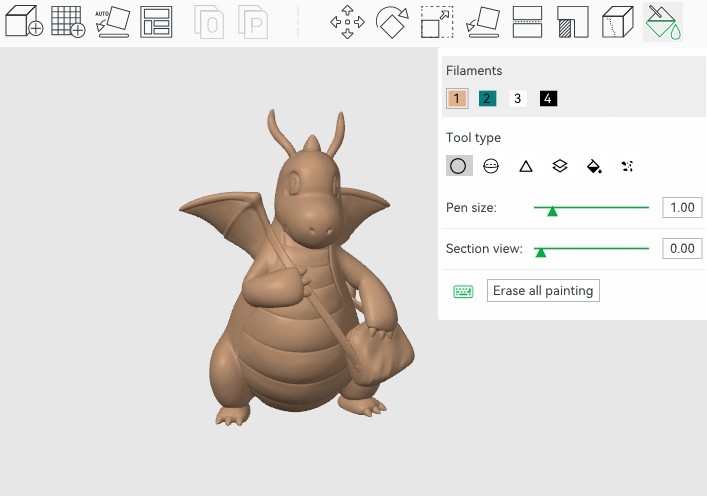 AUTO
O
P
Filaments
1 2 3 4
Tool type
Pen size: 1.00
Section view: 0.00
Erase all painting